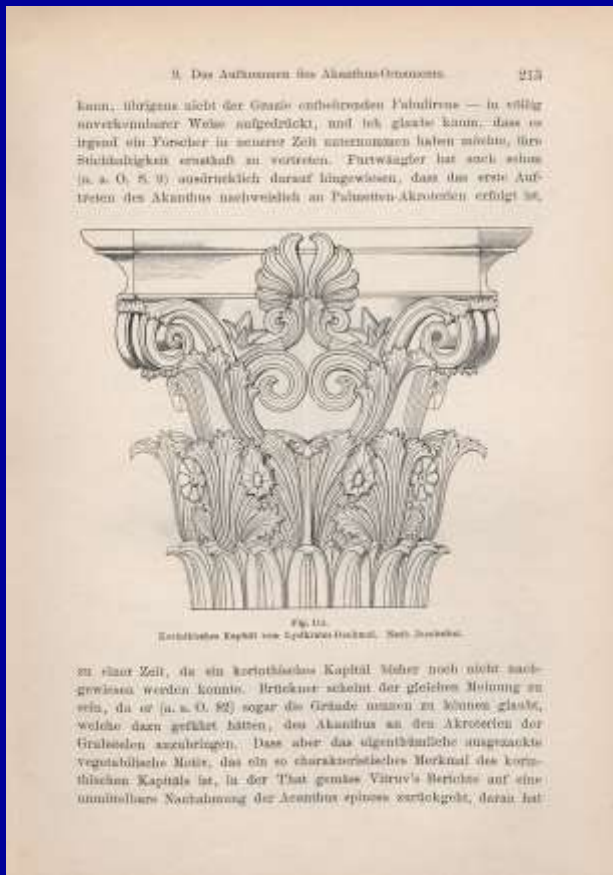 9. Das Aufkommen des Akanthus-Ornaments. 213
kann, übrigens nicht der Grazie entbehrenden Fabulirens — in völlig
unverkennbarer Weise aufgedrückt, und ich glaube kaum, dass es
irgend ein Forscher in neuerer Zeit unternommen haben möchte, ihre
Stichhaltigkeit ernsthaft zu vertreten. Furtwängler hat auch schon
(a. a. O. S. 9) ausdrücklich darauf hingewiesen, dass das erste Auf-
treten des Akanthus nachweislich an Palmetten-Akroterien erfolgt ist,
Fig.
Korinthisches Kapitäl vom Lysikrates-Denkmal. Nach Jacobsthal.
zu einer Zeit, da ein korinthisches Kapitäl bisher noch nicht nach-
gewiesen werden konnte. Brückner scheint der gleichen Meinung zu
sein, da er (a. a. O. 82) sogar die Gründe nennen zu können glaubt,
welche dazu geführt hätten, den Akanthus an den Akroterien der
Grabstelen anzubringen. Dass aber das eigenthümliche ausgezackte
vegetabilische Motiv, das ein so charakteristisches Merkmal des korin-
thischen Kapitäls ist, in der That gemäss Vitruv's Berichte auf eine
unmittelbare Nachahmung der Acanthus spinosa zurückgeht, daran hat